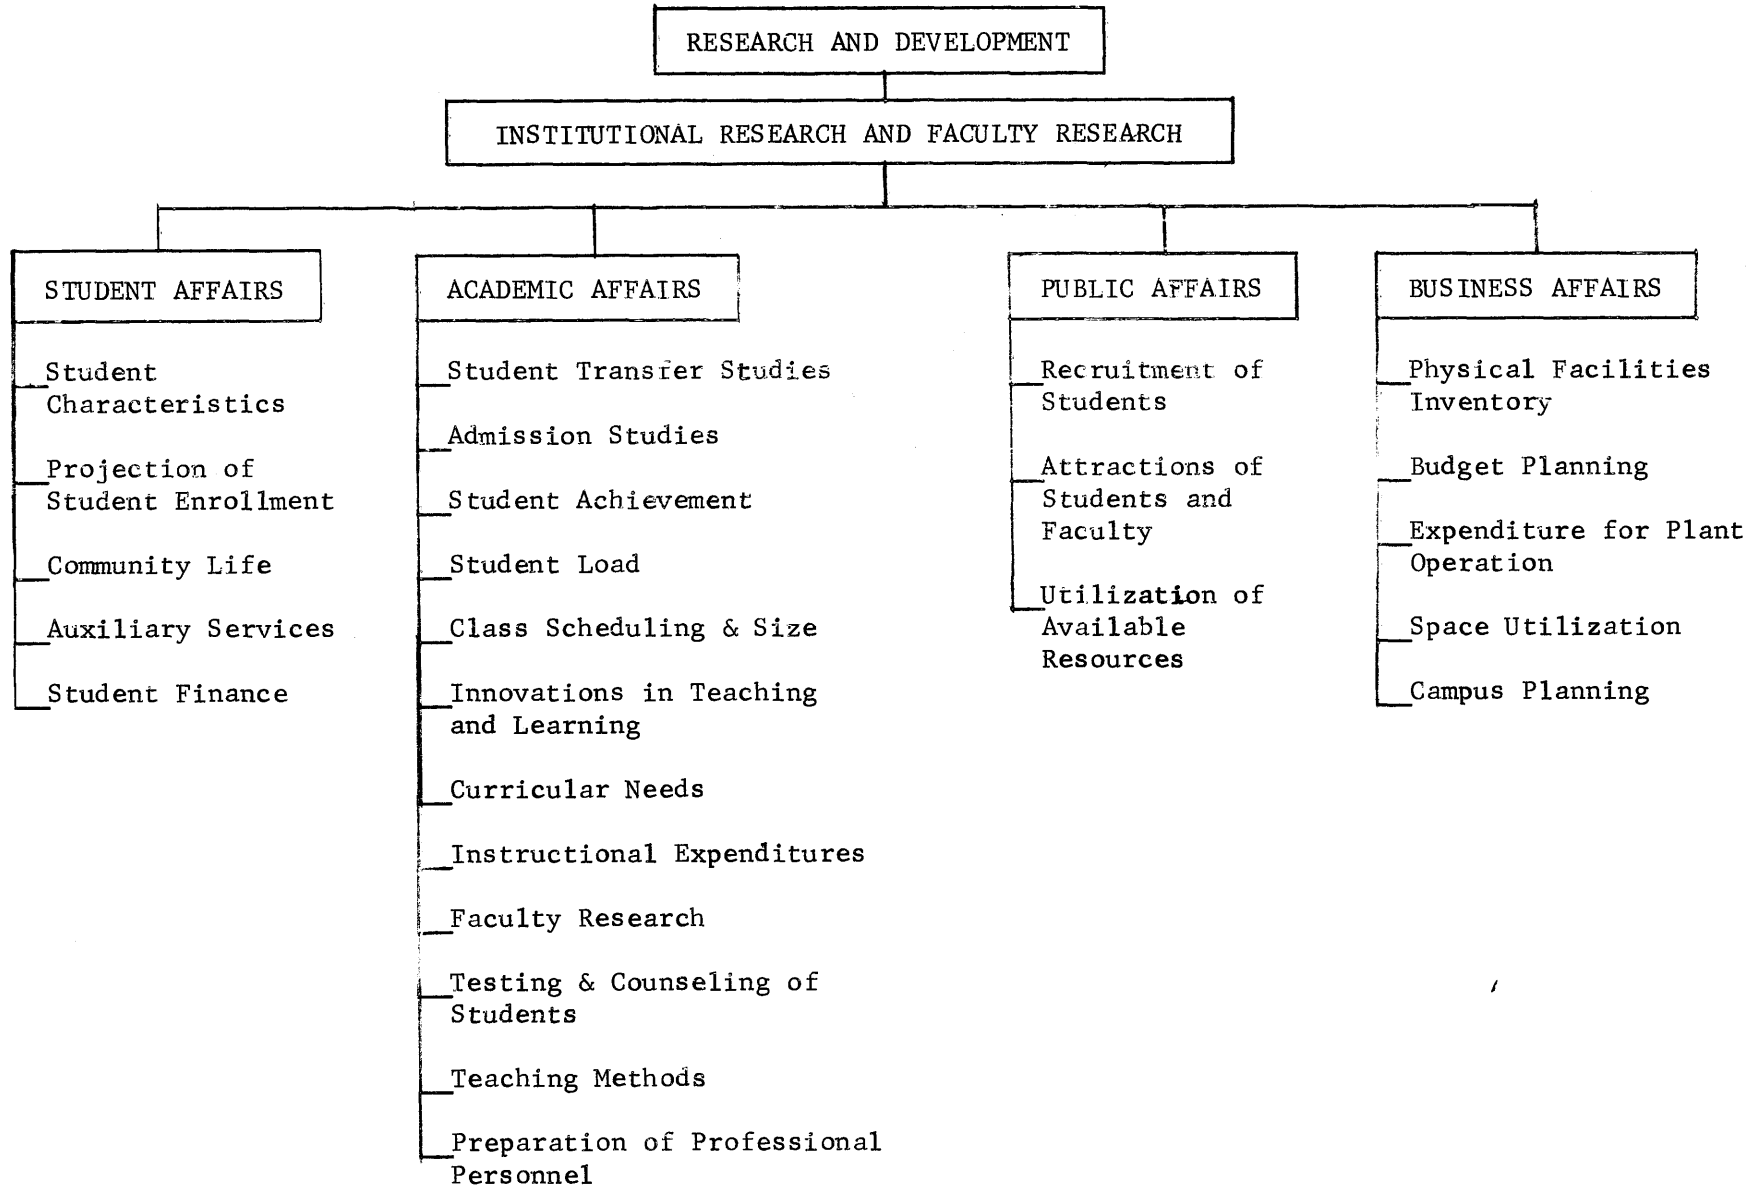 RESEARCH AND DEVELOPMENT
INSTITUTIONAL RESEARCH AND FACULTY RESEARCH
STUDENT AFFAIRS
Student
Characteristics
Projection of
Student Enrollment
Community Life
Auxiliary Services
Student Finance
ACADEMIC AFFAIRS
Student Transfer Studies
Admission Studies
Student Achievement
Student Load
Class Scheduling & Size
Innovations in Teaching
and Learning
Curricular Needs
Instructional Expenditures
Faculty Research
Testing & Counseling of
Students
Teaching Methods
Preparation of Professional
Personnel
PUBLIC AFFAIRS
Recruitment of
Students
Attractions of
Students and
Faculty
Utilization of
Available
Resources
BUSINESS AFFAIRS
Physical Facilities
Inventory
Budget Planning
Expenditure for Plant
Operation
Space Utilization
Campus Planning